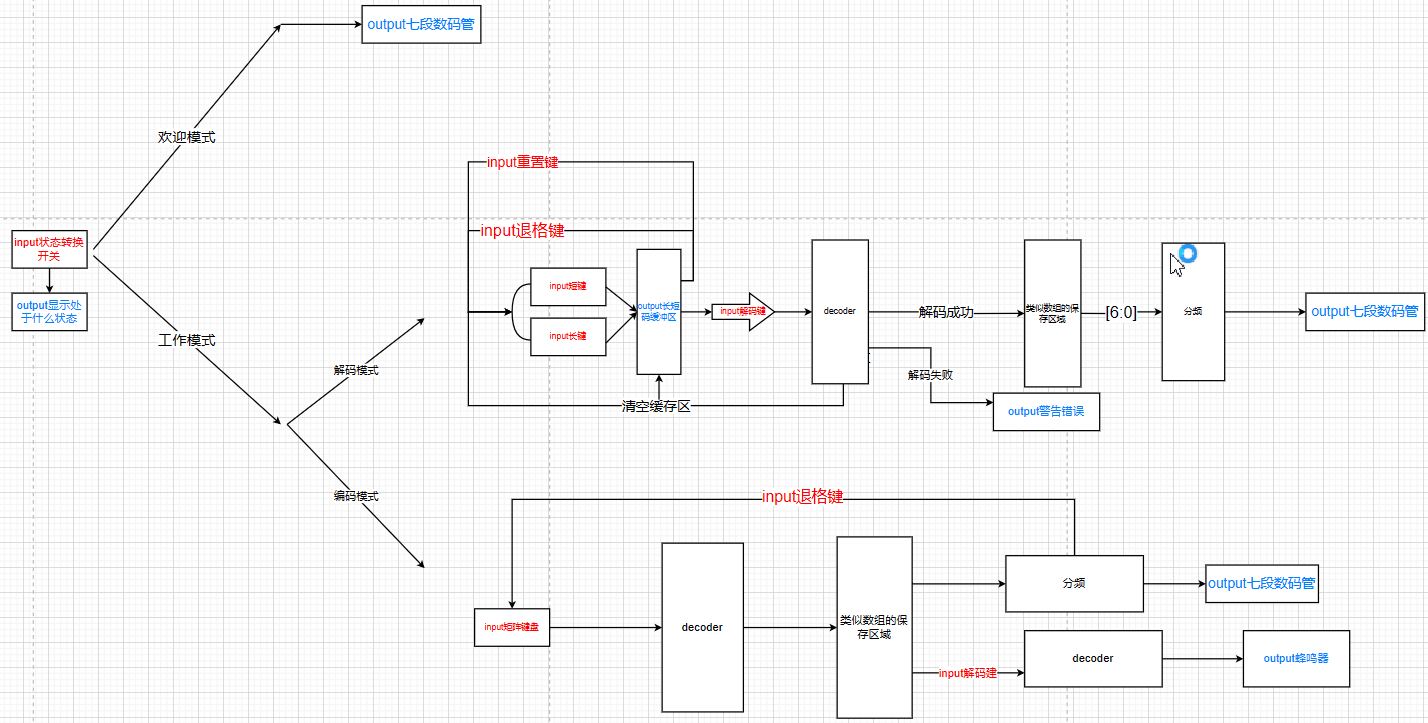 output七段数码管
欢迎模式
input重置键
input状态转换
开关
output显示处
于什么状态
工作模式
解码模式
编码模式
input退格键
input短键
input长键
output长短
码缓冲区
input解码键
decoder
解码成功
类似数组的保
存区域
[6:0]
分频
output七段数码管
解码失败
清空缓存区
output警告错误
input退格键
input矩阵键盘
decoder
类似数组的保
存区域
分频
output七段数码管
input解码建
decoder
output蜂鸣器